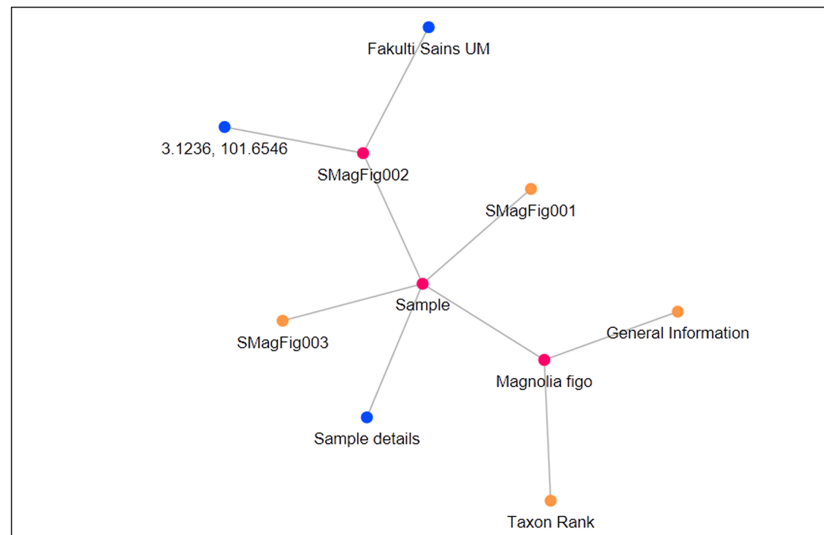 Fakulti Sains UM
3.1236, 101.6546
SMagFig002
SMagFig001
Sample
General Information
SMagFig003
Magnolia figo
Sample details
Taxon Rank